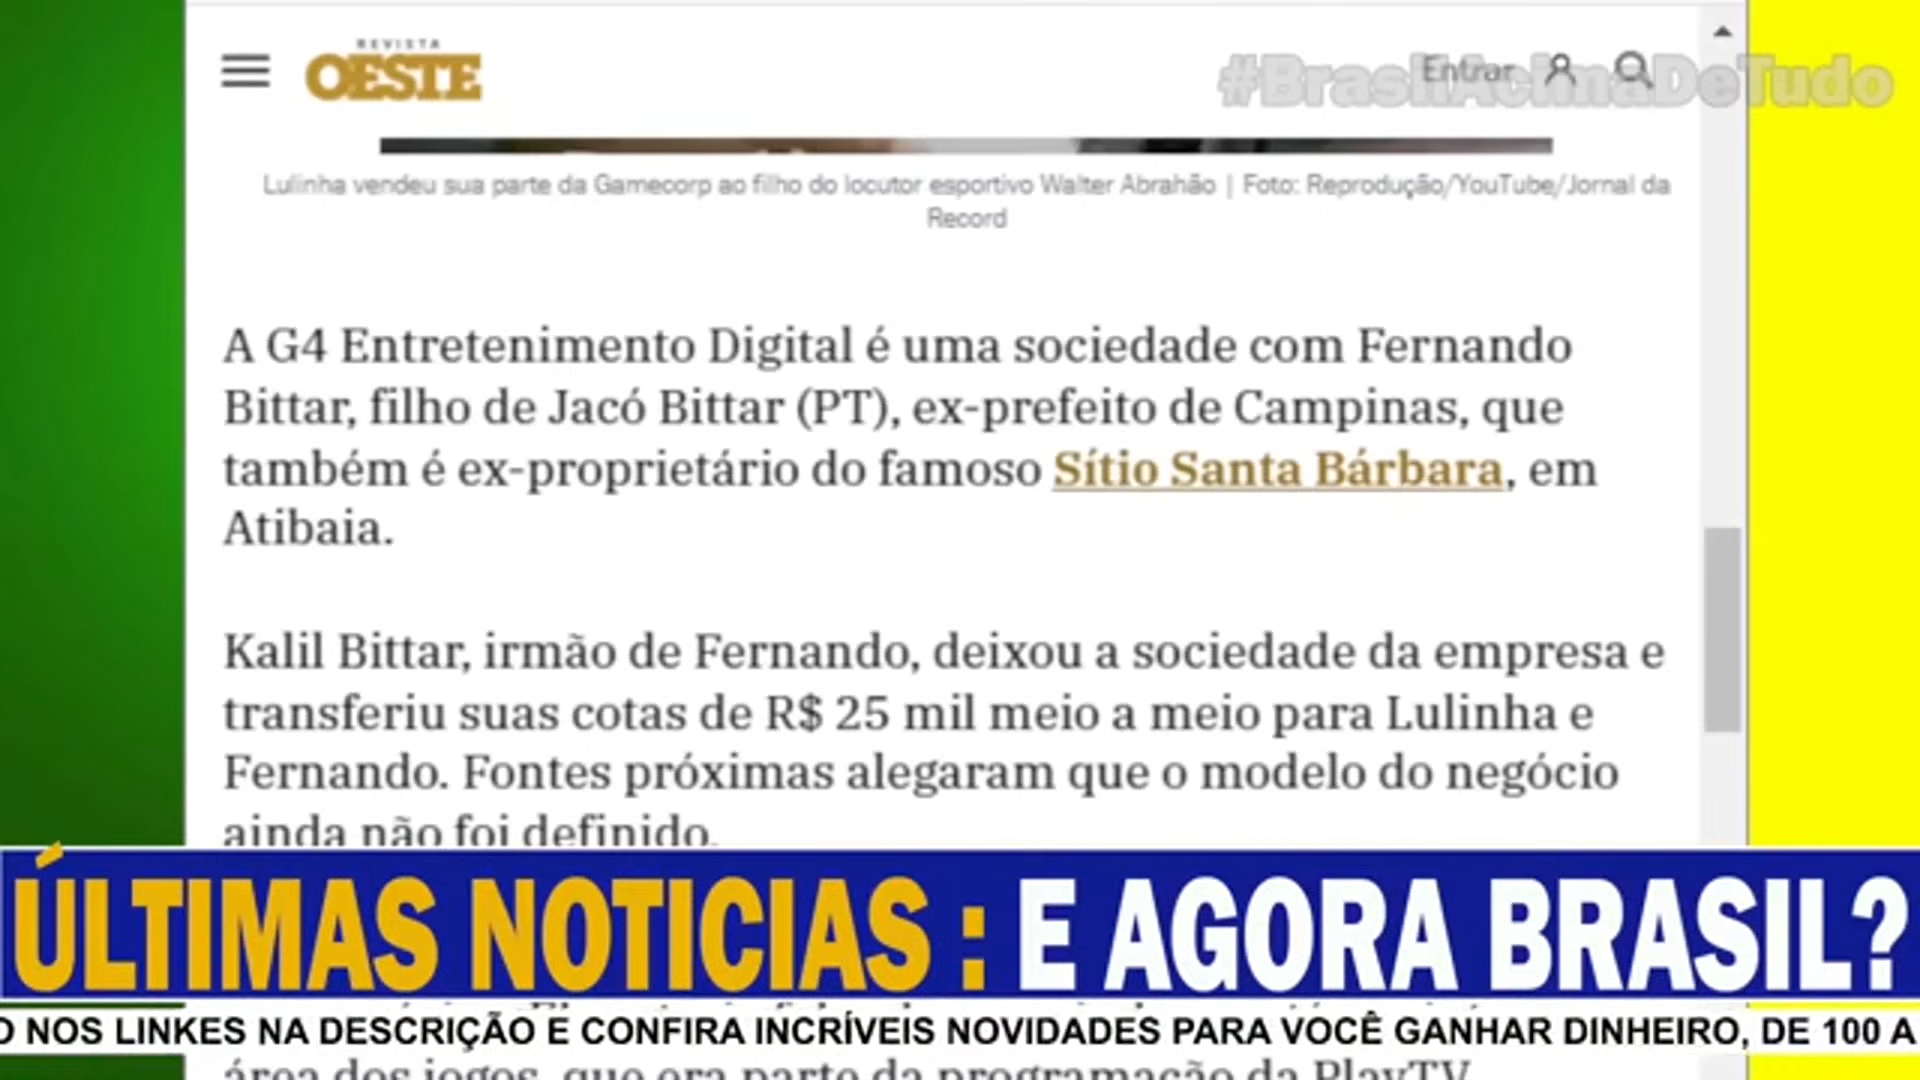 REVISTA
OESTE
Entrar
#BrasilAcimaDeTudo
Lulinha vendeu sua parte da Gamecorp ao filho do locutor esportivo Walter Abrahão | Foto: Reprodução/YouTube/Jornal da
Record
A G4 Entretenimento Digital é uma sociedade com Fernando
Bittar, filho de Jacó Bittar (PT), ex-prefeito de Campinas, que
também é ex-proprietário do famoso Sítio Santa Bárbara, em
Atibaia.
Kalil Bittar, irmão de Fernando, deixou a sociedade da empresa e
transferiu suas cotas de R$ 25 mil meio a meio para Lulinha e
Fernando. Fontes próximas alegaram que o modelo do negócio
ainda não foi definido.
ÚLTIMAS NOTICIAS : E AGORA BRASIL?
O NOS LINKES NA DESCRIÇÃO E CONFIRA INCRÍVEIS NOVIDADES PARA VOCÊ GANHAR DINHEIRO, DE 100 A
área dos jogos, que era parte da programação da PlayTV